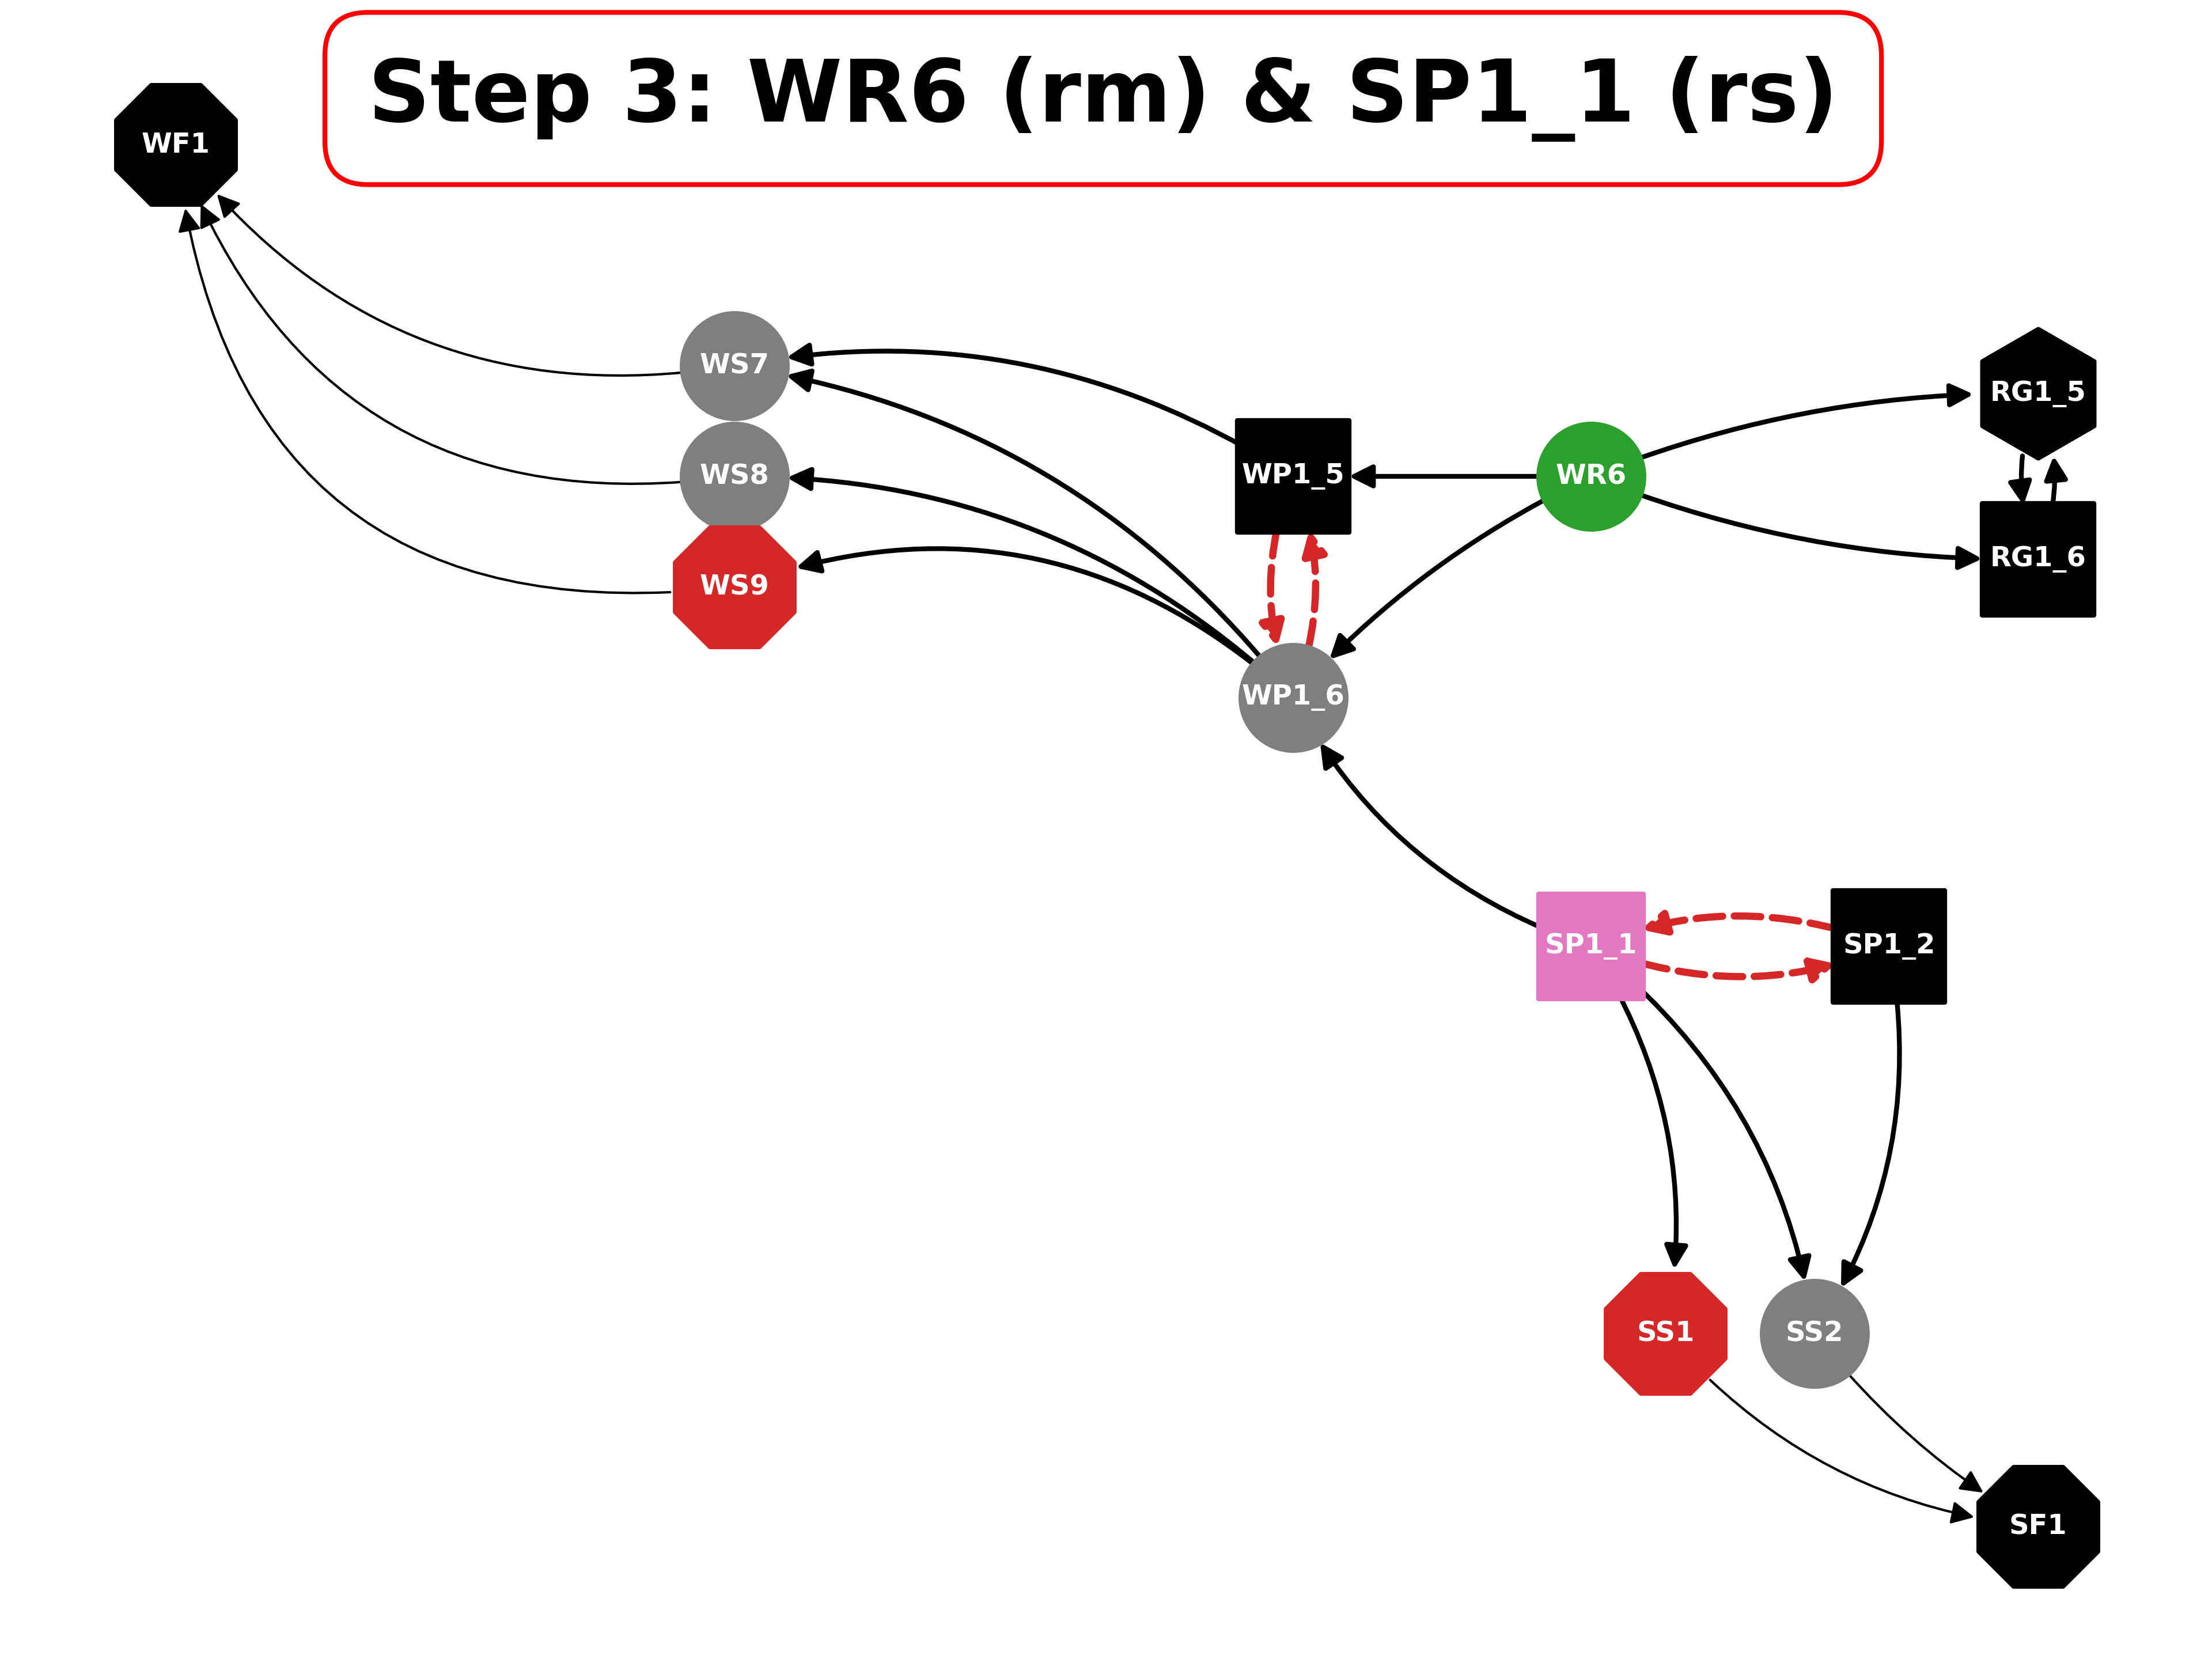 Step 3: WR6 (rm) & SP1_1 (rs)
WF1
WS7
RG1_5
WP1_5
WR6
WS8
RG1_6
WS9
WP1_6
SP1_1
SP1_2
SS1
SS2
SF1